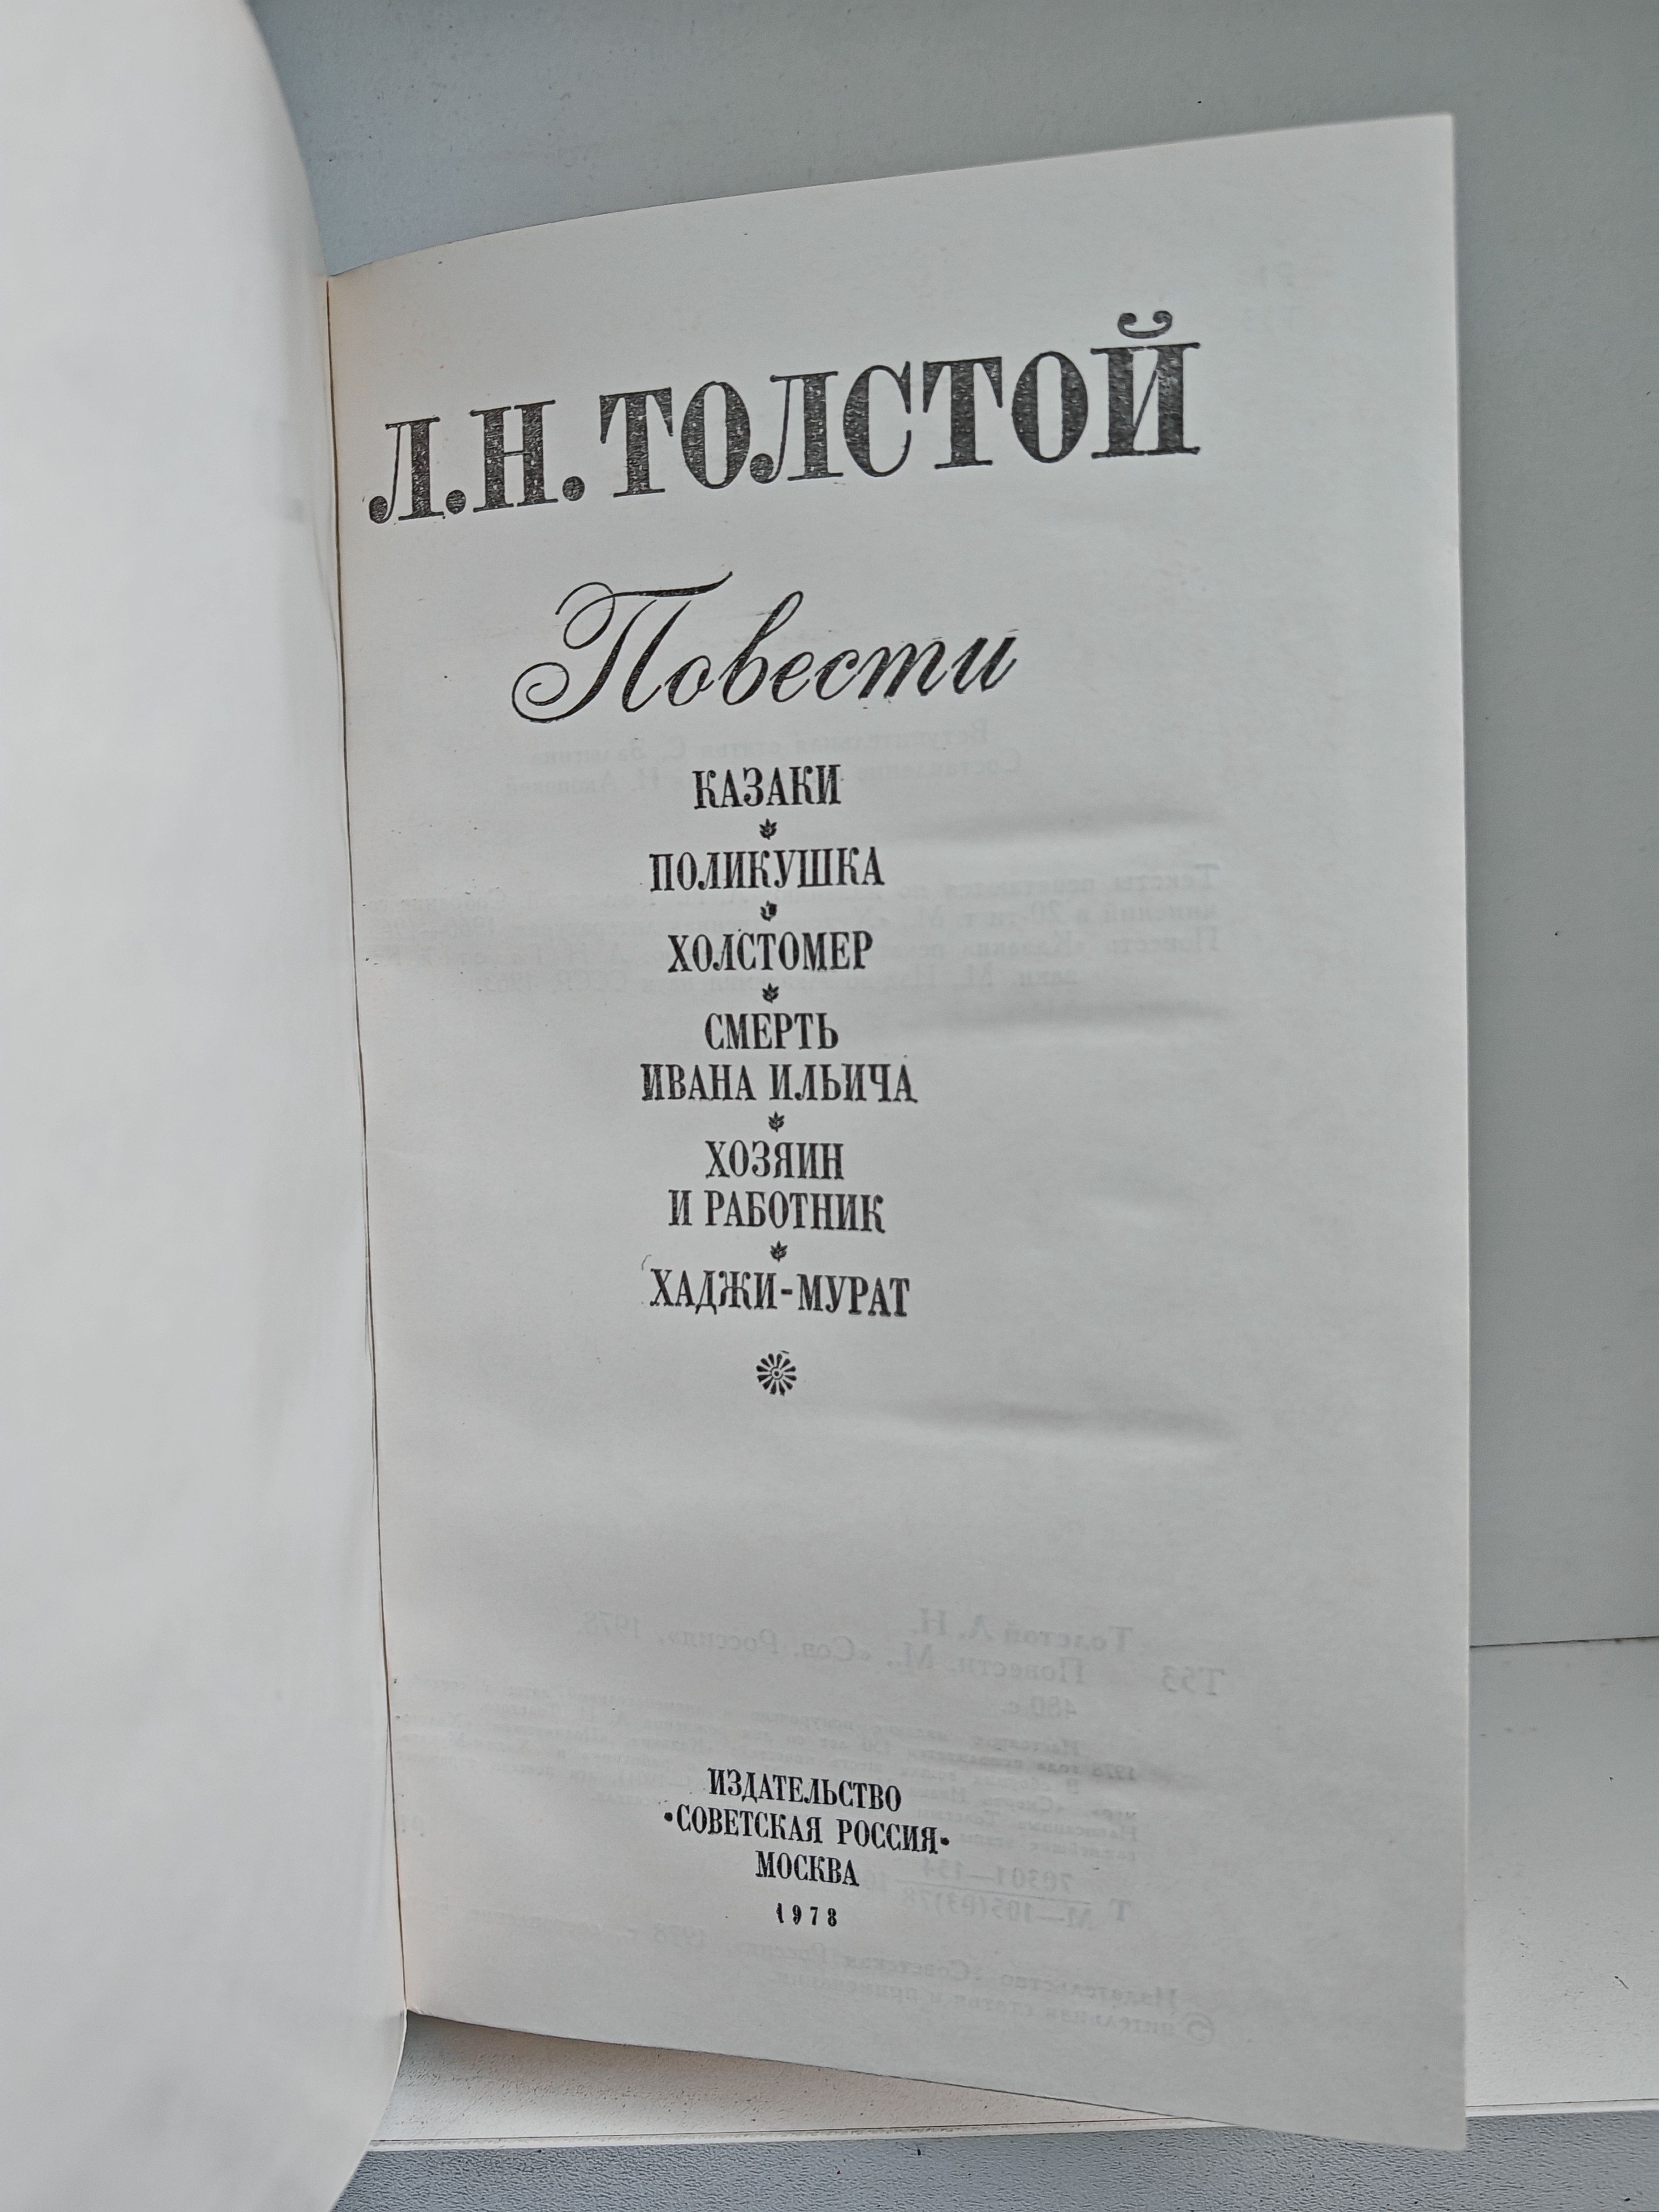 Л.Н.ТОЛСТОЙ
Повести
КАЗАКИ
ПОЛИКУШКА
ХОЛСТОМЕР
СМЕРТЬ
ИВАНА ИЛЬИЧА
ХОЗЯИН
И РАБОТНИК
ХАДЖИ-МУРАТ
ИЗДАТЕЛЬСТВО
«СОВЕТСКАЯ РОССИЯ»
МОСКВА
1978